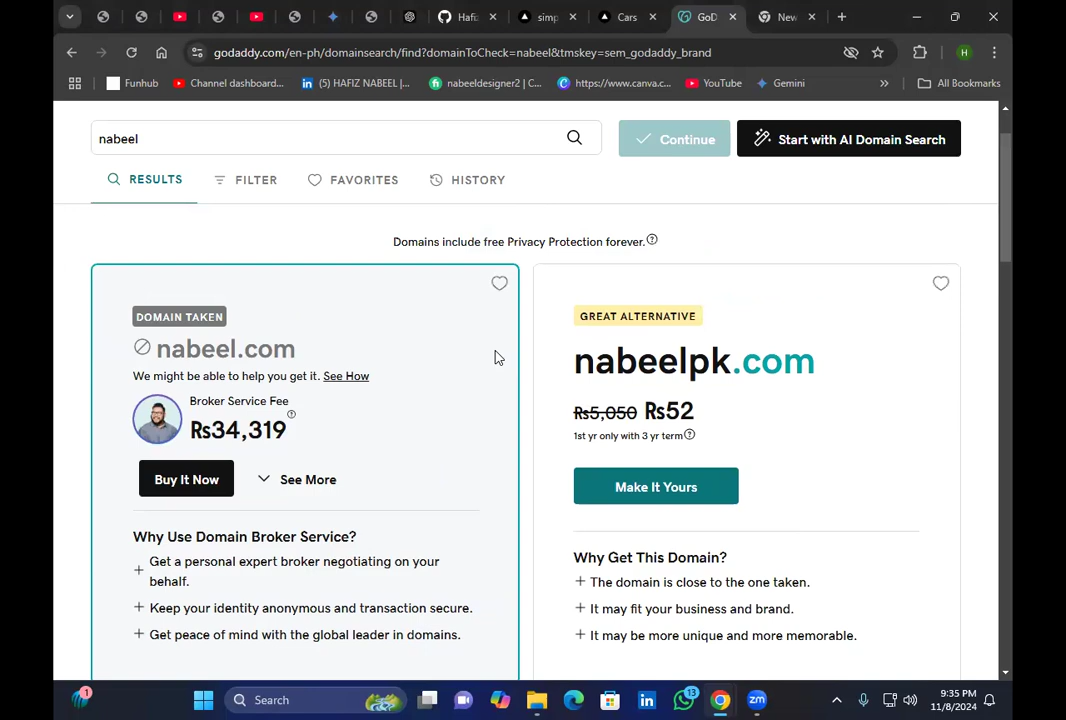 Hafiz
simp
Cars
GoD
New
godaddy.com/en-ph/domainsearch/find?domainToCheck=nabeel&tmskey=sem_godaddy_brand
H
Funhub
Channel dashboard...
(5) HAFIZ NABEEL |...
nabeeldesigner2 | C...
https://www.canva.c...
YouTube
Gemini
All Bookmarks
nabeel
Continue
Start with AI Domain Search
RESULTS
FILTER
FAVORITES
HISTORY
Domains include free Privacy Protection forever.
DOMAIN TAKEN
nabeel.com
We might be able to help you get it. See How
Broker Service Fee
₨34,319
Buy It Now
See More
Why Use Domain Broker Service?
Get a personal expert broker negotiating on your
behalf.
Keep your identity anonymous and transaction secure.
Get peace of mind with the global leader in domains.
GREAT ALTERNATIVE
nabeelpk.com
₨5,050 ₨52
1st yr only with 3 yr term
Make It Yours
Why Get This Domain?
The domain is close to the one taken.
It may fit your business and brand.
It may be more unique and more memorable.
1
Search
13
9:35 PM
11/8/2024